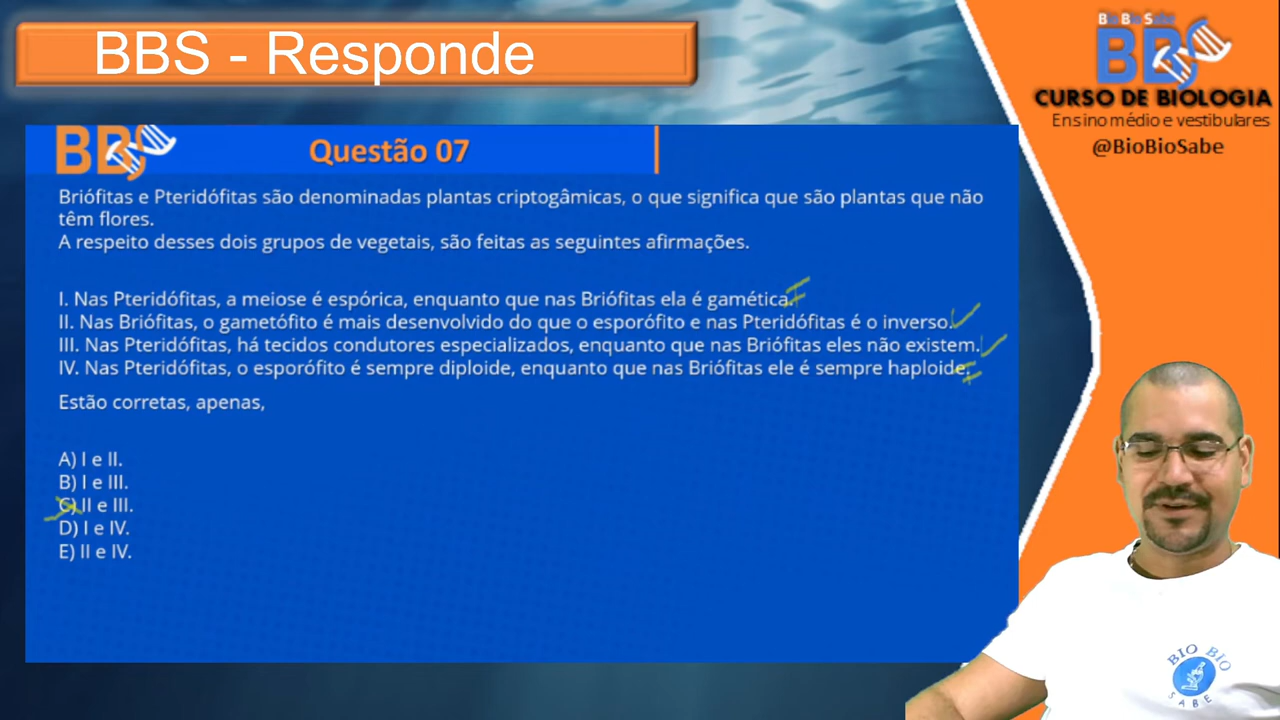 BBS - Responde
Bio Bio Sabe
BBS
CURSO DE BIOLOGIA
Ensino médio e vestibulares
@BioBioSabe
BBS
Questão 07
Briófitas e Pteridófitas são denominadas plantas criptogâmicas, o que significa que são plantas que não
têm flores.
A respeito desses dois grupos de vegetais, são feitas as seguintes afirmações.
I. Nas Pteridófitas, a meiose é espórica, enquanto que nas Briófitas ela é gamética. F
II. Nas Briófitas, o gametófito é mais desenvolvido do que o esporófito e nas Pteridófitas é o inverso.
III. Nas Pteridófitas, há tecidos condutores especializados, enquanto que nas Briófitas eles não existem.
IV. Nas Pteridófitas, o esporófito é sempre diploide, enquanto que nas Briófitas ele é sempre haploide. F
Estão corretas, apenas,
A) I e II.
B) I e III.
C) II e III.
D) I e IV.
E) II e IV.
BIO BIO
SABE